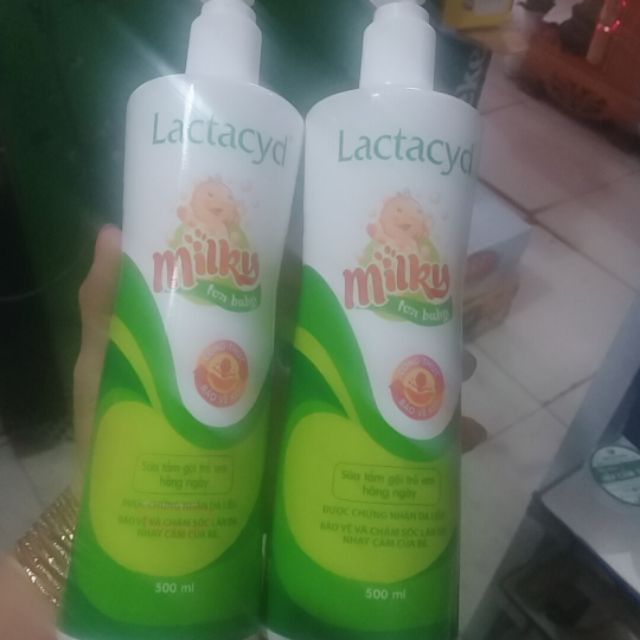 Lactacyd
Milky
for baby
Sữa tắm gội trẻ em
hàng ngày
ĐƯỢC CHỨNG NHẬN DA LIỄU
BẢO VỆ VÀ CHĂM SÓC LÀN DA
NHẠY CẢM CỦA BÉ.
500 ml
Lactacyd
Milky
for baby
BẢO VỆ
Sữa tắm gội trẻ em
hàng ngày
ĐƯỢC CHỨNG NHẬN DA LIỄU
BẢO VỆ VÀ CHĂM SÓC LÀN DA
NHẠY CẢM CỦA BÉ.
500 ml